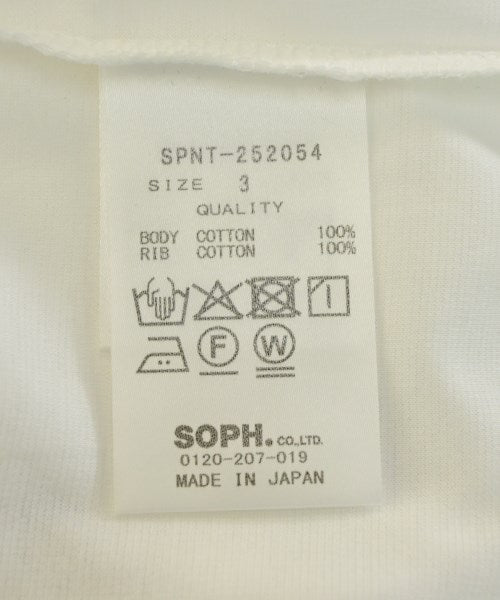 SPNT-252054
SIZE 3
QUALITY
BODY COTTON 100%
RIB COTTON 100%
F W
SOPH. CO.,LTD.
0120-207-019
MADE IN JAPAN